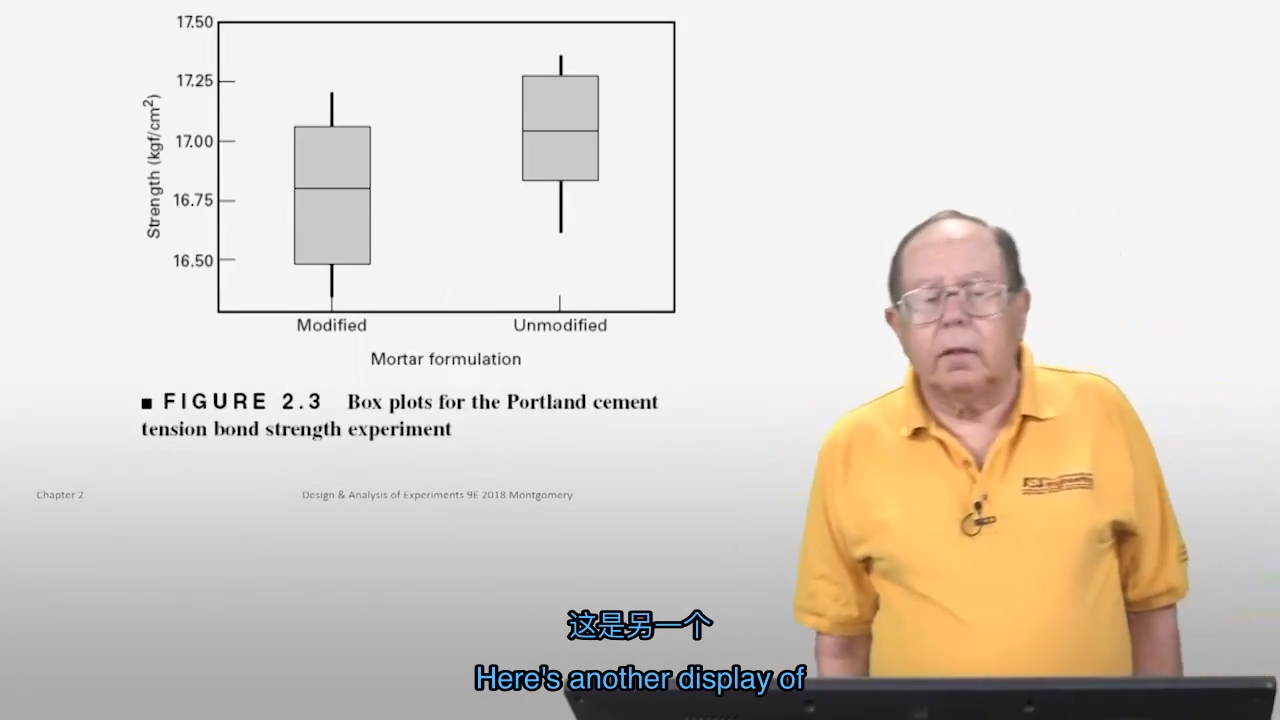 17.50
17.25
17.00
16.75
16.50
Strength (kgf/cm²)
Modified
Unmodified
Mortar formulation
■ FIGURE 2.3 Box plots for the Portland cement
tension bond strength experiment
Chapter 2
Design & Analysis of Experiments 9E 2018 Montgomery
这是另一个
Here's another display of